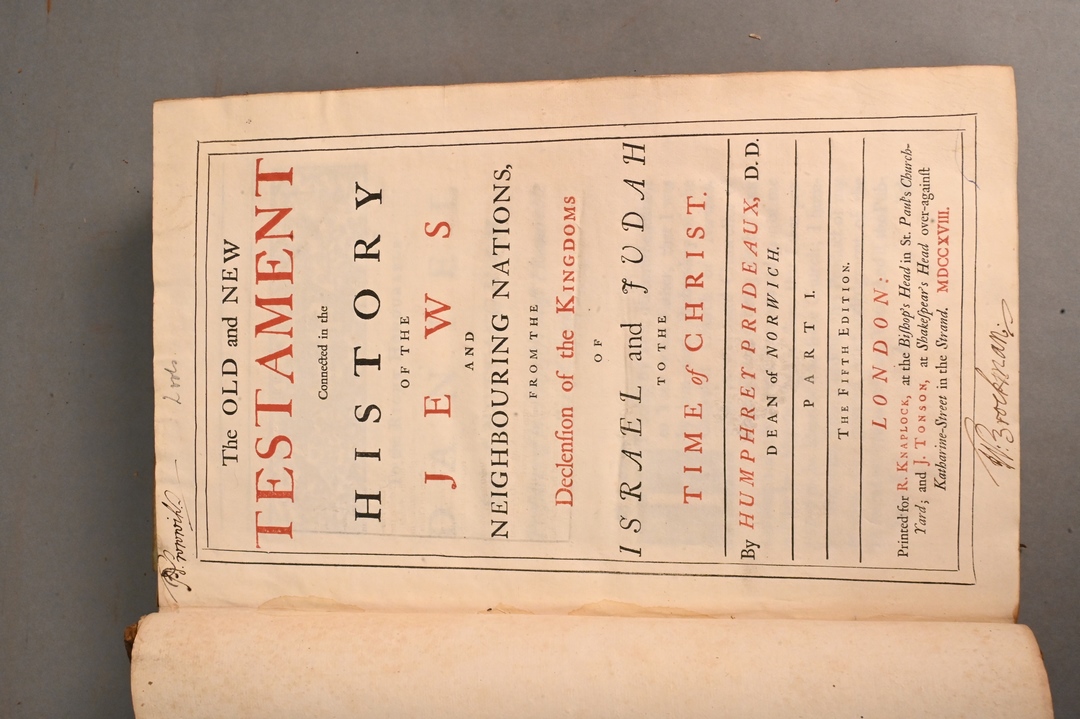 The OLD and NEW
TESTAMENT
Connected in the
HISTORY
OF THE
JEWS
AND
NEIGHBOURING NATIONS,
FROM THE
Declenſion of the KINGDOMS
OF
ISRAEL and JUDAH
TO THE
TIME of CHRIST.
By HUMPHREY PRIDEAUX, D.D.
DEAN of NORWICH.
PART I.
THE FIFTH EDITION.
LONDON:
Printed for R. KNAPLOCK, at the Biſhop's Head in St. Paul's Church-
Yard; and J. TONSON, at Shakeſpear's Head over-againſt
Katharine-Street in the Strand. MDCCXVIII.
W. Brockman